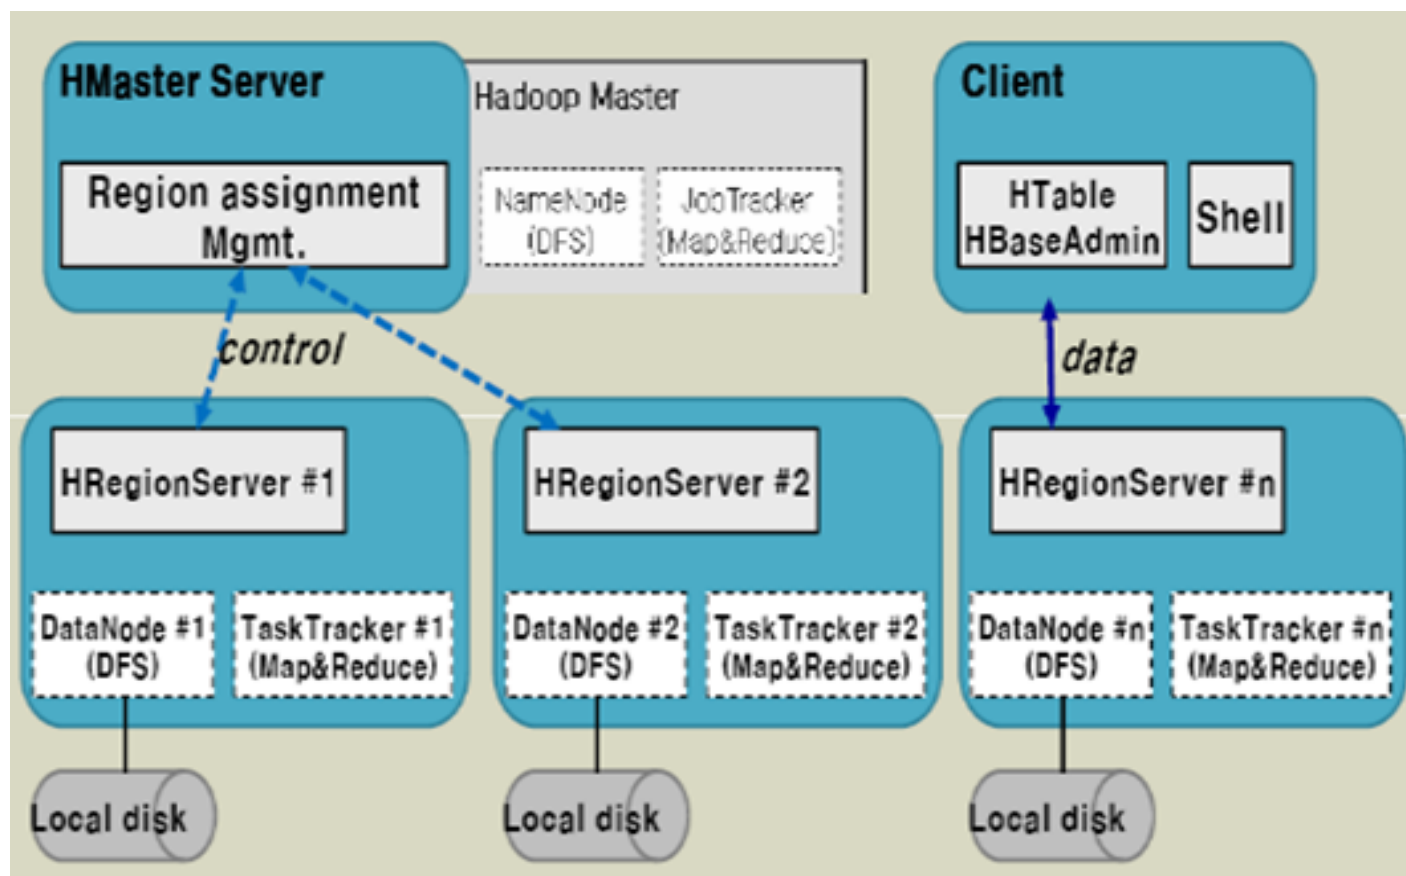 HMaster Server
Region assignment
Mgmt.
Hadoop Master
NameNode
(DFS)
JobTracker
(Map&Reduce)
Client
HTable
HBaseAdmin
Shell
control
data
HRegionServer #1
DataNode #1
(DFS)
TaskTracker #1
(Map&Reduce)
Local disk
HRegionServer #2
DataNode #2
(DFS)
TaskTracker #2
(Map&Reduce)
Local disk
HRegionServer #n
DataNode #n
(DFS)
TaskTracker #n
(Map&Reduce)
Local disk